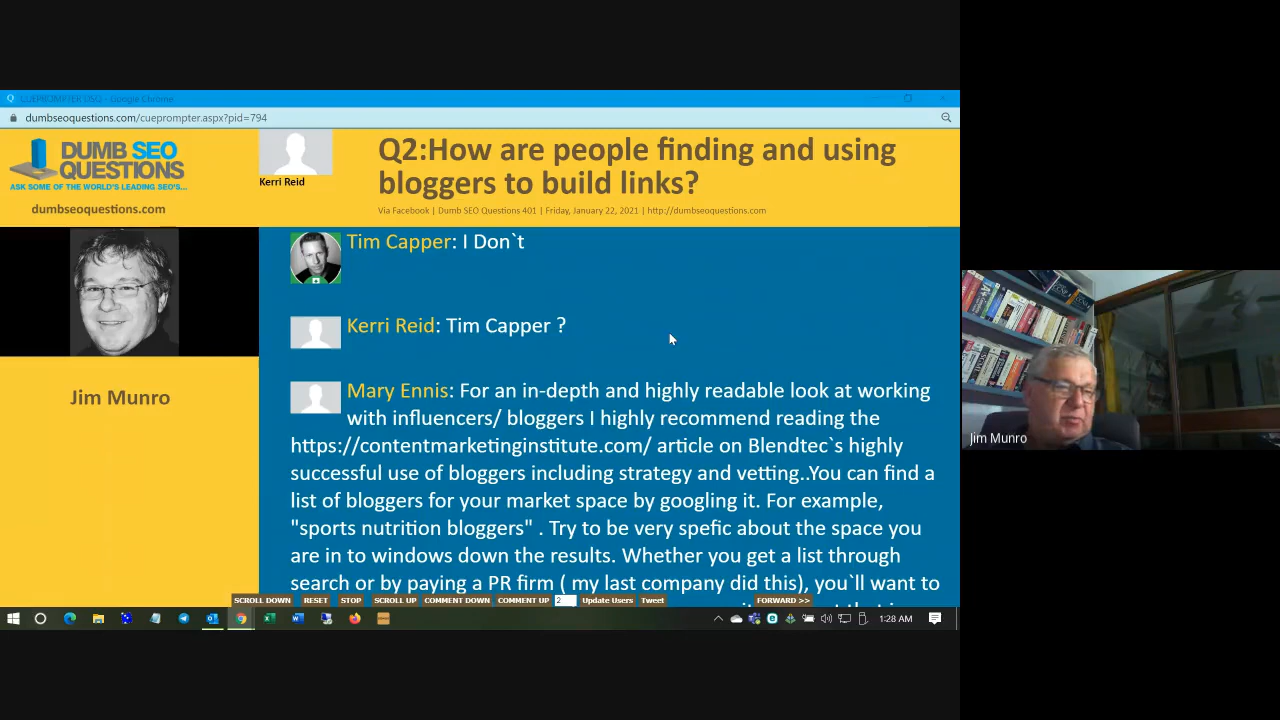 CUEPROMPTER DSQ - Google Chrome
dumbseoquestions.com/cueprompter.aspx?pid=794
DUMB SEO
QUESTIONS
ASK SOME OF THE WORLD'S LEADING SEO'S...
dumbseoquestions.com
Kerri Reid
Q2:How are people finding and using
bloggers to build links?
Via Facebook | Dumb SEO Questions 401 | Friday, January 22, 2021 | http://dumbseoquestions.com
Jim Munro
Tim Capper: I Don`t
Kerri Reid: Tim Capper ?
Mary Ennis: For an in-depth and highly readable look at working
with influencers/ bloggers I highly recommend reading the
https://contentmarketinginstitute.com/ article on Blendtec`s highly
successful use of bloggers including strategy and vetting..You can find a
list of bloggers for your market space by googling it. For example,
"sports nutrition bloggers" . Try to be very spefic about the space you
are in to windows down the results. Whether you get a list through
search or by paying a PR firm ( my last company did this), you`ll want to
SCROLL DOWN RESET STOP SCROLL UP COMMENT DOWN COMMENT UP 2 Update Users Tweet FORWARD >>
1:28 AM
Jim Munro